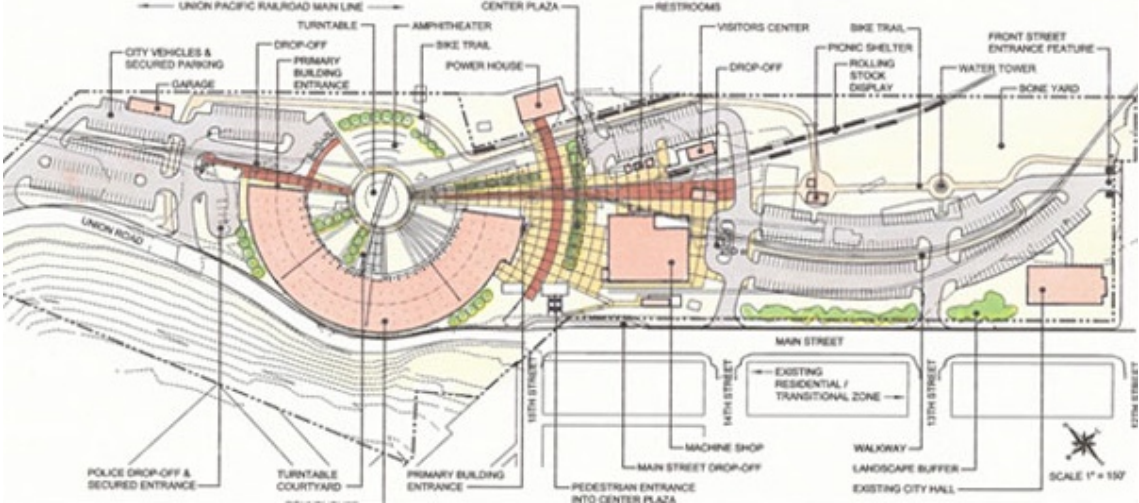 UNION PACIFIC RAILROAD MAIN LINE
TURNTABLE
DROP-OFF
CITY VEHICLES &
SECURED PARKING
GARAGE
PRIMARY
BUILDING
ENTRANCE
AMPHITHEATER
BIKE TRAIL
POWER HOUSE
CENTER PLAZA
RESTROOMS
VISITORS CENTER
DROP-OFF
BIKE TRAIL
PICNIC SHELTER
ROLLING
STOCK
DISPLAY
WATER TOWER
FRONT STREET
ENTRANCE FEATURE
BONE YARD
UNION ROAD
MAIN STREET
15TH STREET
14TH STREET
13TH STREET
12TH STREET
EXISTING
RESIDENTIAL /
TRANSITIONAL ZONE
POLICE DROP-OFF &
SECURED ENTRANCE
TURNTABLE
COURTYARD
PRIMARY BUILDING
ENTRANCE
PEDESTRIAN ENTRANCE
INTO CENTER PLAZA
MAIN STREET DROP-OFF
MACHINE SHOP
WALKWAY
LANDSCAPE BUFFER
EXISTING CITY HALL
SCALE 1" = 150'